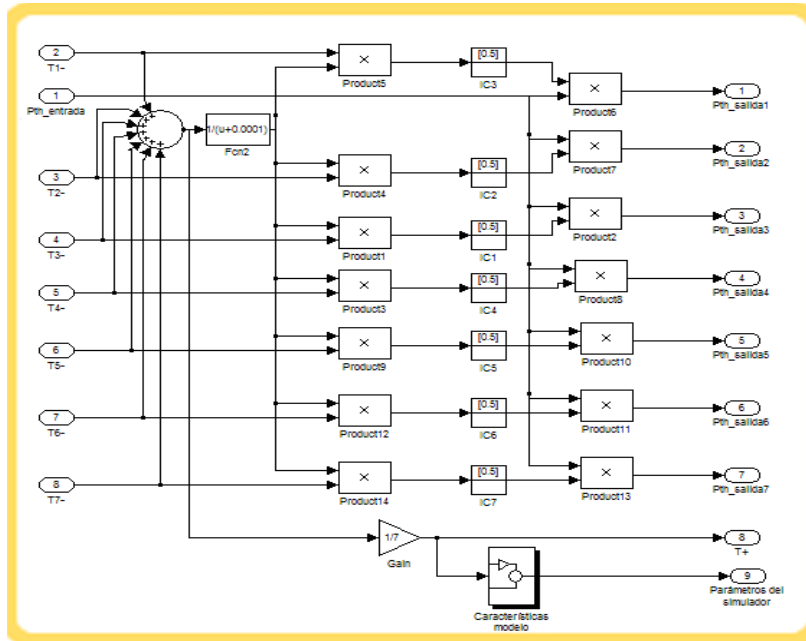 2
T1-
1
Pth_entrada
3
T2-
4
T3-
5
T4-
6
T5-
7
T6-
8
T7-
1/(u+0.0001)
Fcn2
×
Product5
[0.5]
IC3
×
Product6
1
Pth_salida1
×
Product4
[0.5]
IC2
×
Product7
2
Pth_salida2
×
Product1
[0.5]
IC1
×
Product2
3
Pth_salida3
×
Product3
[0.5]
IC4
×
Product8
4
Pth_salida4
×
Product9
[0.5]
IC5
×
Product10
5
Pth_salida5
×
Product12
[0.5]
IC6
×
Product11
6
Pth_salida6
×
Product14
[0.5]
IC7
×
Product13
7
Pth_salida7
1/7
Gain
8
T+
Características
modelo
9
Parámetros del
simulador